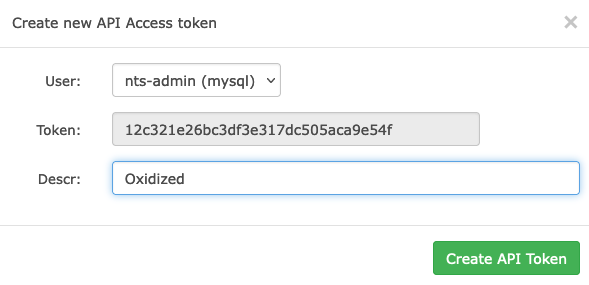 Create new API Access token ×
User: nts-admin (mysql)
Token: 12c321e26bc3df3e317dc505aca9e54f
Descr: Oxidized
Create API Token